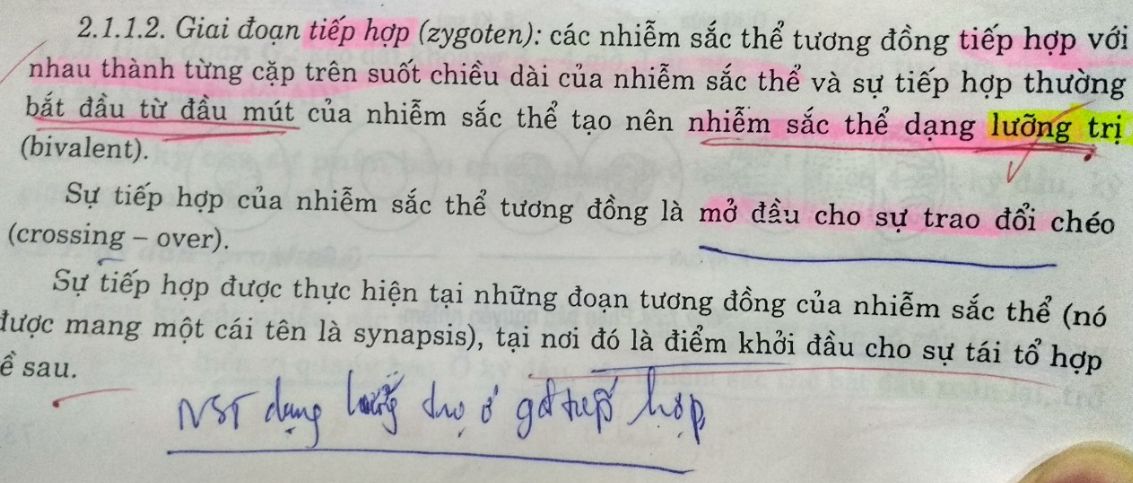 2.1.1.2. Giai đoạn tiếp hợp (zygoten): các nhiễm sắc thể tương đồng tiếp hợp với
nhau thành từng cặp trên suốt chiều dài của nhiễm sắc thể và sự tiếp hợp thường
bắt đầu từ đầu mút của nhiễm sắc thể tạo nên nhiễm sắc thể dạng lưỡng trị
(bivalent).
Sự tiếp hợp của nhiễm sắc thể tương đồng là mở đầu cho sự trao đổi chéo
(crossing – over).
Sự tiếp hợp được thực hiện tại những đoạn tương đồng của nhiễm sắc thể (nó
được mang một cái tên là synapsis), tại nơi đó là điểm khởi đầu cho sự tái tổ hợp
ề sau.
NST dạng lưỡng ở gđ tiếp hợp